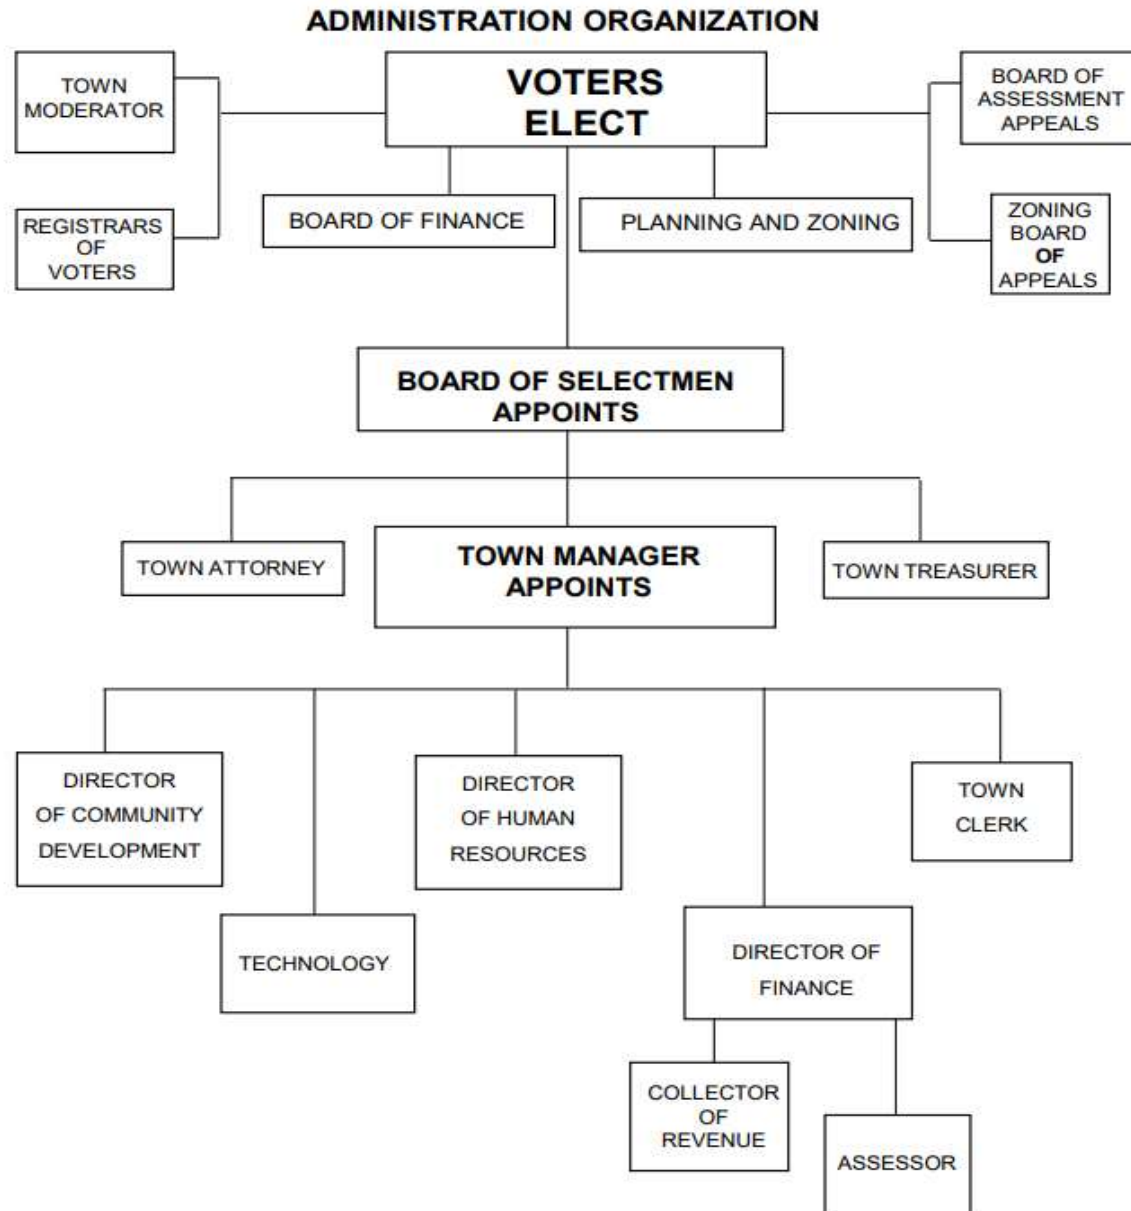 ADMINISTRATION ORGANIZATION
TOWN
MODERATOR
VOTERS
ELECT
BOARD OF
ASSESSMENT
APPEALS
REGISTRARS
OF
VOTERS
BOARD OF FINANCE
PLANNING AND ZONING
ZONING
BOARD
OF
APPEALS
BOARD OF SELECTMEN
APPOINTS
TOWN ATTORNEY
TOWN MANAGER
APPOINTS
TOWN TREASURER
DIRECTOR
OF COMMUNITY
DEVELOPMENT
TECHNOLOGY
DIRECTOR
OF HUMAN
RESOURCES
DIRECTOR OF
FINANCE
TOWN
CLERK
COLLECTOR
OF
REVENUE
ASSESSOR